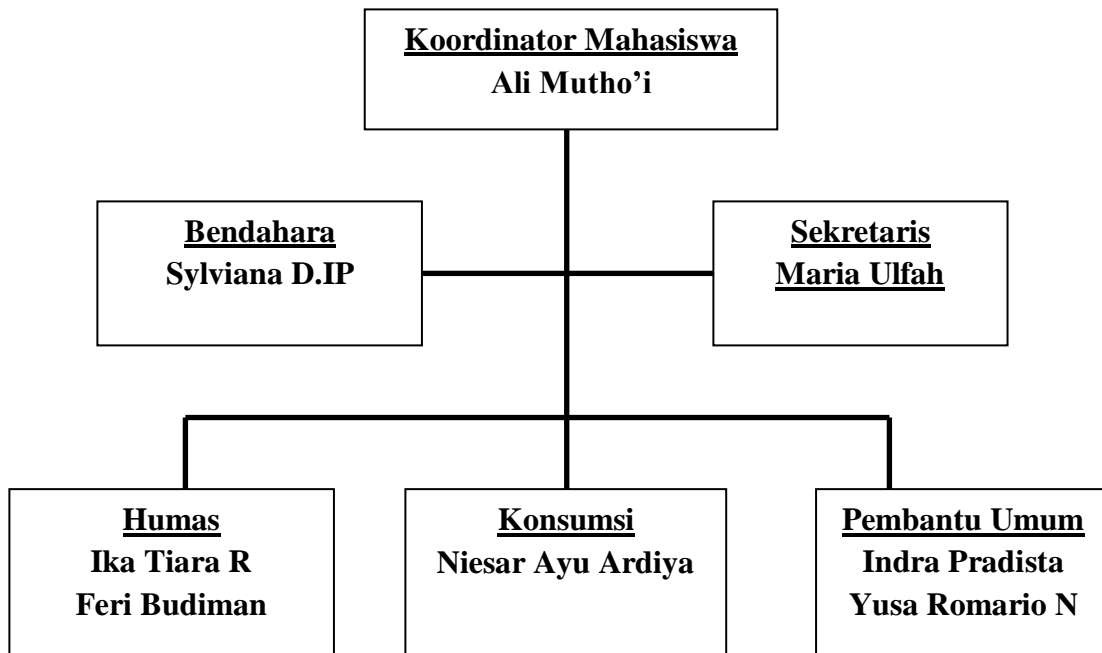 Koordinator Mahasiswa
Ali Mutho’i
Bendahara
Sylviana D.IP
Sekretaris
Maria Ulfah
Humas
Ika Tiara R
Feri Budiman
Konsumsi
Niesar Ayu Ardiya
Pembantu Umum
Indra Pradista
Yusa Romario N